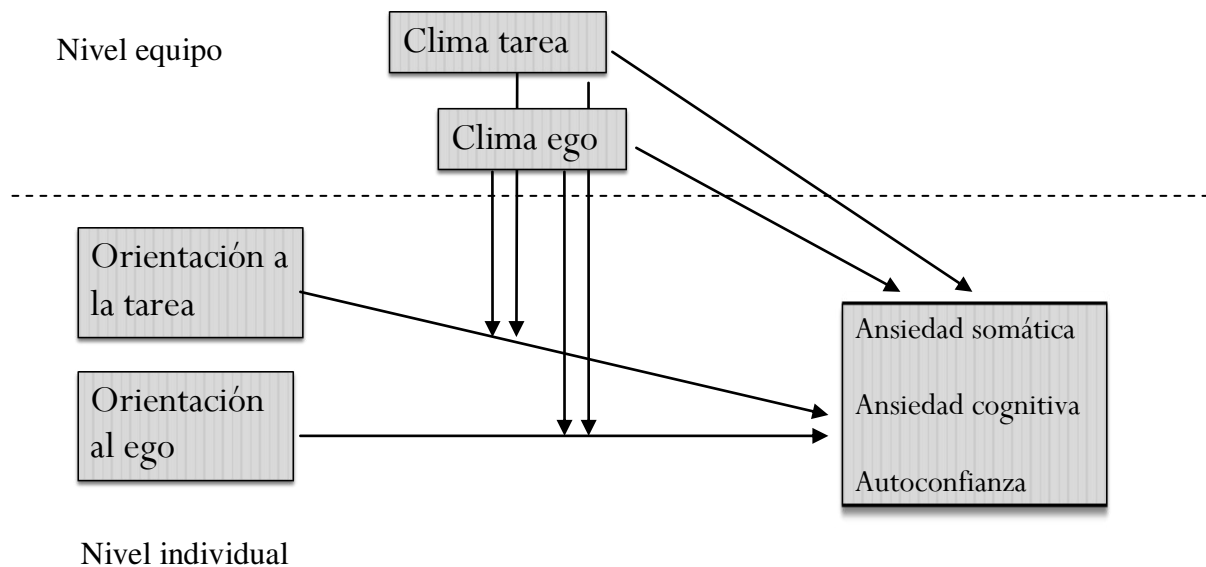 Nivel equipo
Clima tarea
Clima ego
Orientación a
la tarea
Orientación
al ego
Ansiedad somática
Ansiedad cognitiva
Autoconfianza
Nivel individual